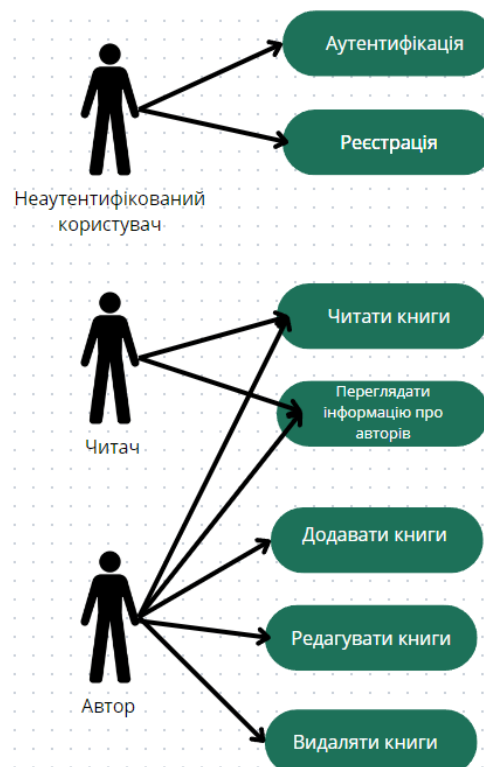 Аутентифікація
Реєстрація
Неаутентифікований
користувач
Читати книги
Переглядати
інформацію про
авторів
Читач
Додавати книги
Редагувати книги
Автор
Видаляти книги